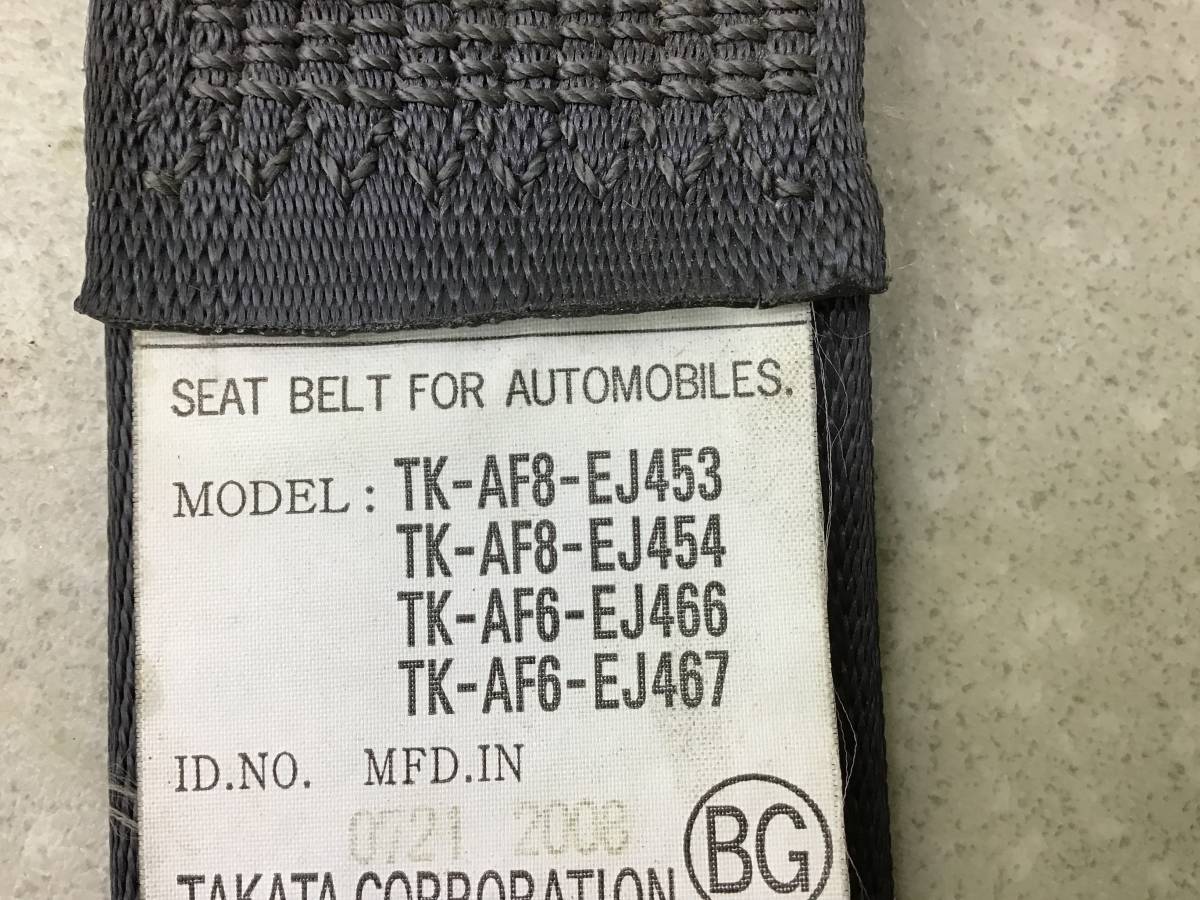 SEAT BELT FOR AUTOMOBILES.
MODEL : TK-AF8-EJ453
TK-AF8-EJ454
TK-AF6-EJ466
TK-AF6-EJ467
ID.NO. MFD.IN
0721
BG
TAKATA CORPORATION